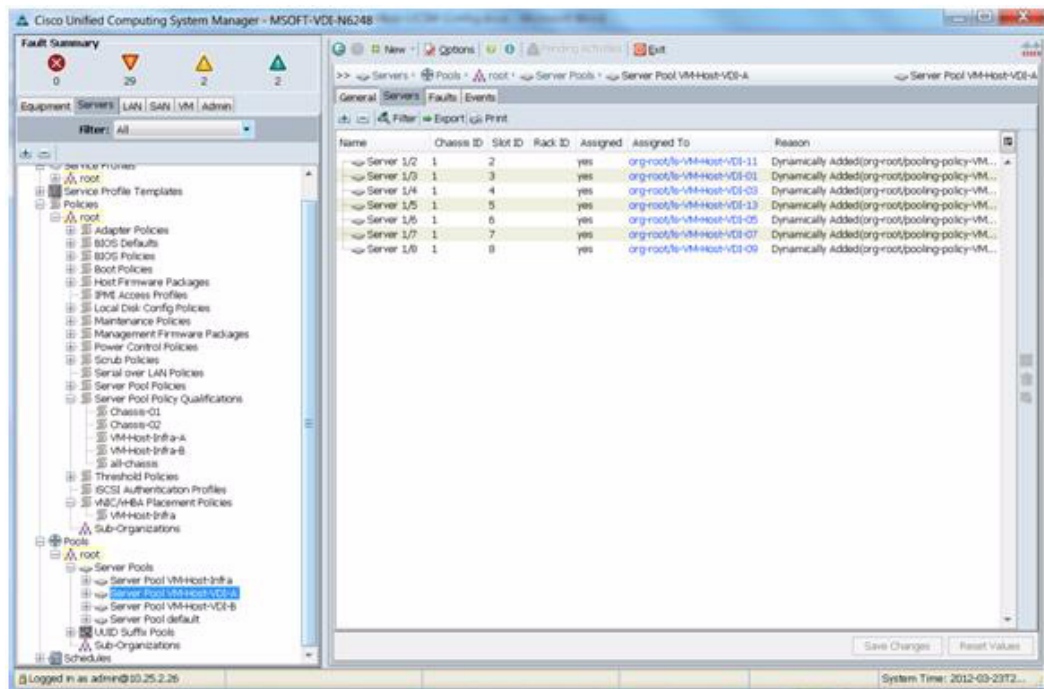 Cisco Unified Computing System Manager - MSOFT-VDI-N6248
Fault Summary
0 29 2 2
Equipment Servers LAN SAN VM Admin
Filter: All
Service Profiles
root
Service Profile Templates
Policies
root
Adapter Policies
BIOS Defaults
BIOS Policies
Boot Policies
Host Firmware Packages
IPMI Access Profiles
Local Disk Config Policies
Maintenance Policies
Management Firmware Packages
Power Control Policies
Scrub Policies
Serial over LAN Policies
Server Pool Policies
Server Pool Policy Qualifications
Chassis-01
Chassis-02
VM-Host-Infra-A
VM-Host-Infra-B
all-chassis
Threshold Policies
iSCSI Authentication Profiles
vNIC/vHBA Placement Policies
VM-Host-Infra
Sub-Organizations
Pools
root
Server Pools
Server Pool VM-Host-Infra
Server Pool VM-Host-VDI-A
Server Pool VM-Host-VDI-B
Server Pool default
UUID Suffix Pools
Sub-Organizations
Schedules
New Options Pending Activities Exit
>> Servers Pools root Server Pools Server Pool VM-Host-VDI-A Server Pool VM-Host-VDI-A
General Servers Faults Events
Filter Export Print
Name Chassis ID Slot ID Rack ID Assigned Assigned To Reason
Server 1/2 1 2 yes org-root/ls-VM-Host-VDI-11 Dynamically Added(org-root/pooling-policy-VM...
Server 1/3 1 3 yes org-root/ls-VM-Host-VDI-01 Dynamically Added(org-root/pooling-policy-VM...
Server 1/4 1 4 yes org-root/ls-VM-Host-VDI-03 Dynamically Added(org-root/pooling-policy-VM...
Server 1/5 1 5 yes org-root/ls-VM-Host-VDI-13 Dynamically Added(org-root/pooling-policy-VM...
Server 1/6 1 6 yes org-root/ls-VM-Host-VDI-05 Dynamically Added(org-root/pooling-policy-VM...
Server 1/7 1 7 yes org-root/ls-VM-Host-VDI-07 Dynamically Added(org-root/pooling-policy-VM...
Server 1/8 1 8 yes org-root/ls-VM-Host-VDI-09 Dynamically Added(org-root/pooling-policy-VM...
Save Changes Reset Values
Logged in as admin@10.25.2.26 System Time: 2012-03-23T2...